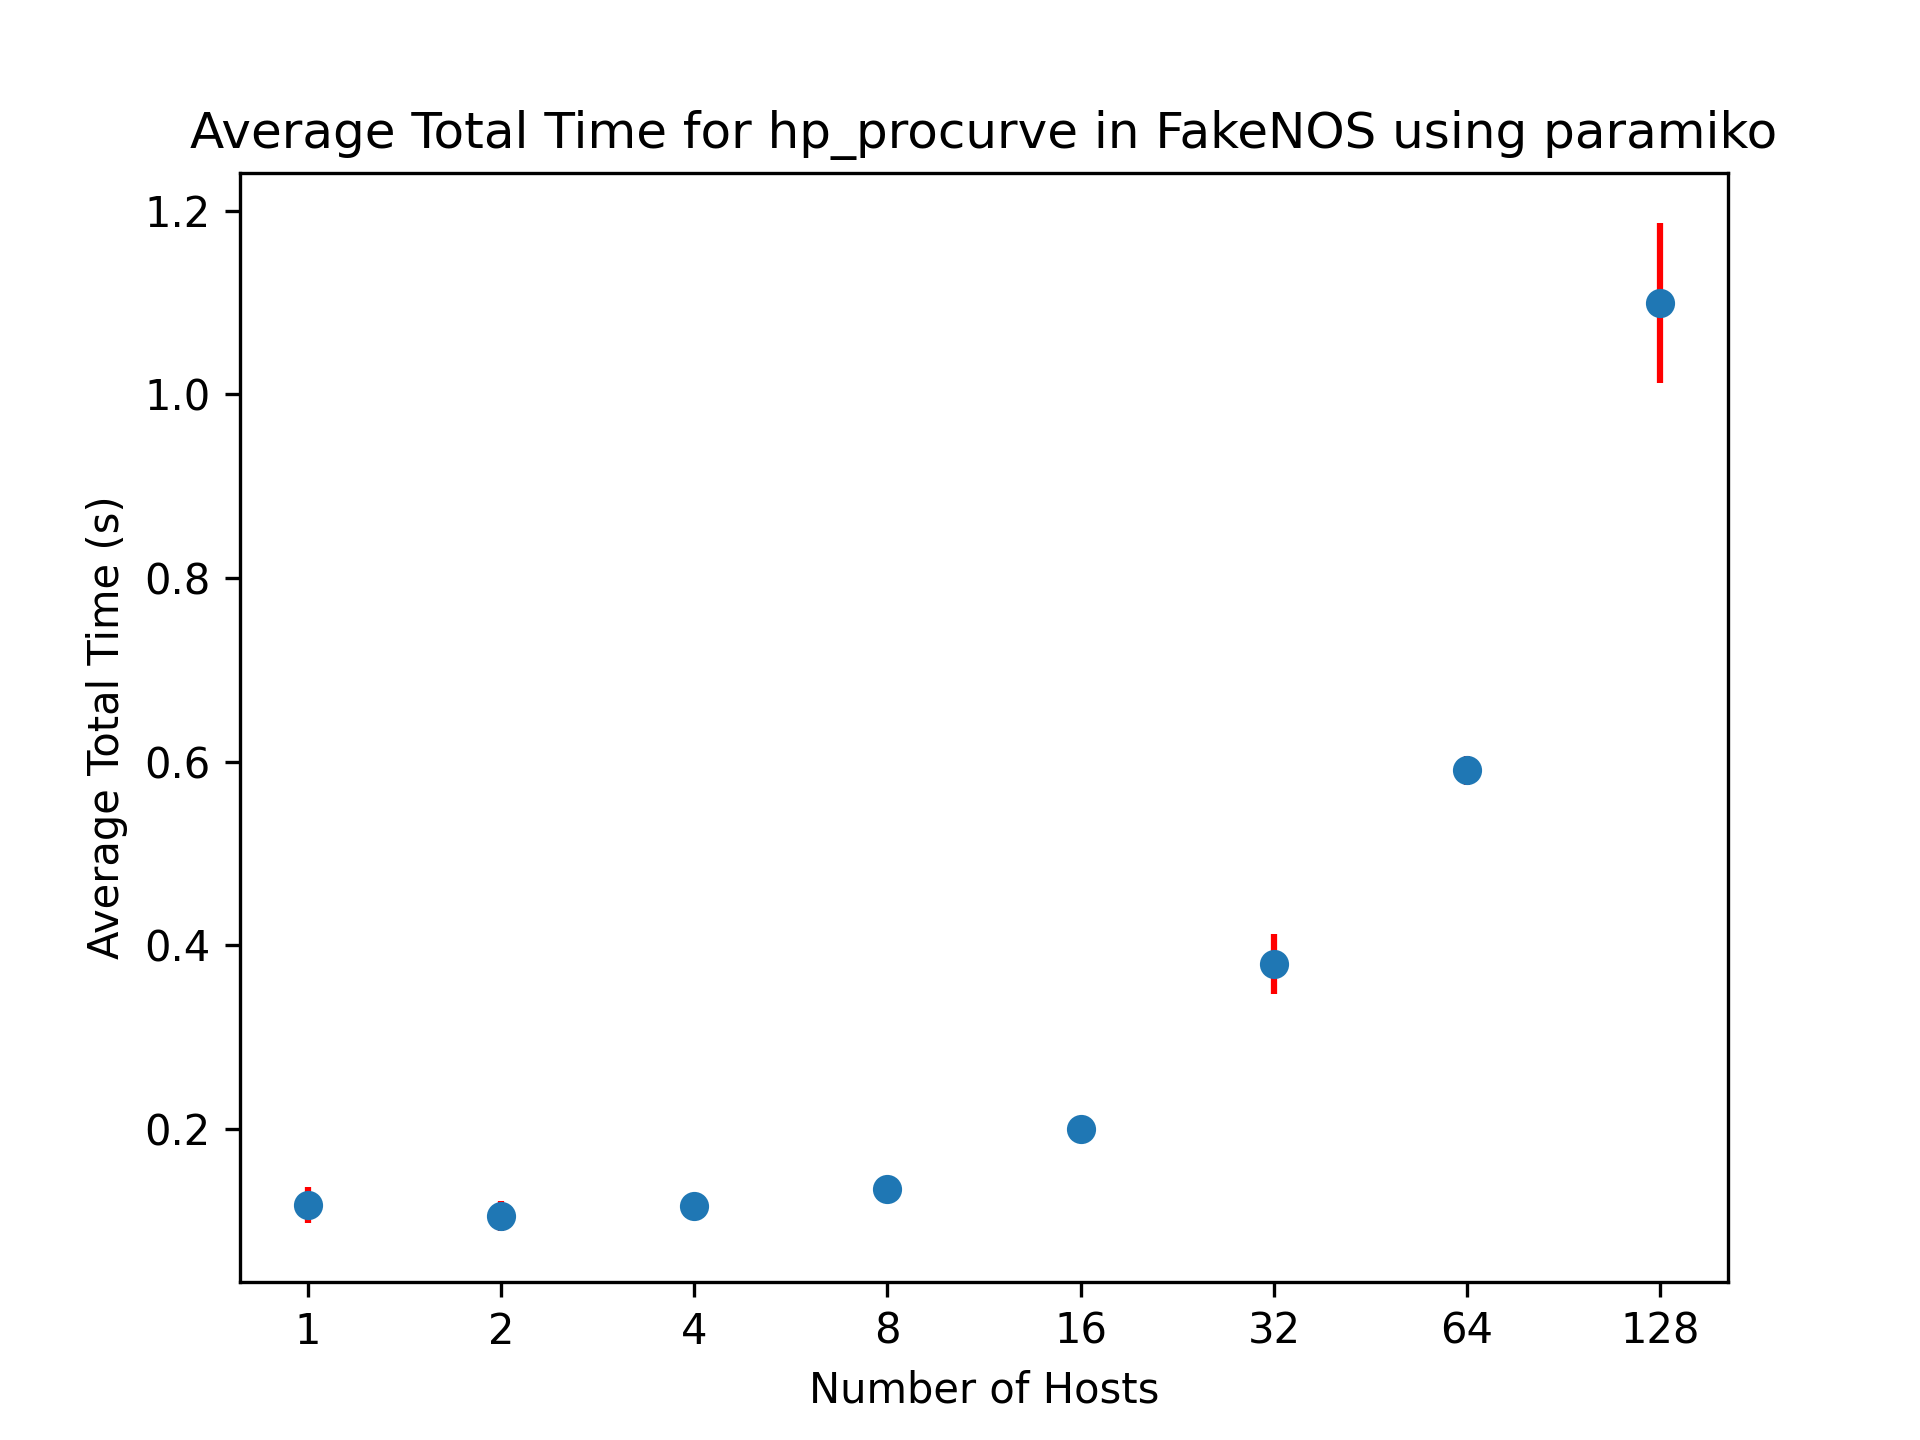 Average Total Time for hp_procurve in FakeNOS using paramiko
Average Total Time (s)
1.2
1.0
0.8
0.6
0.4
0.2
1 2 4 8 16 32 64 128
Number of Hosts